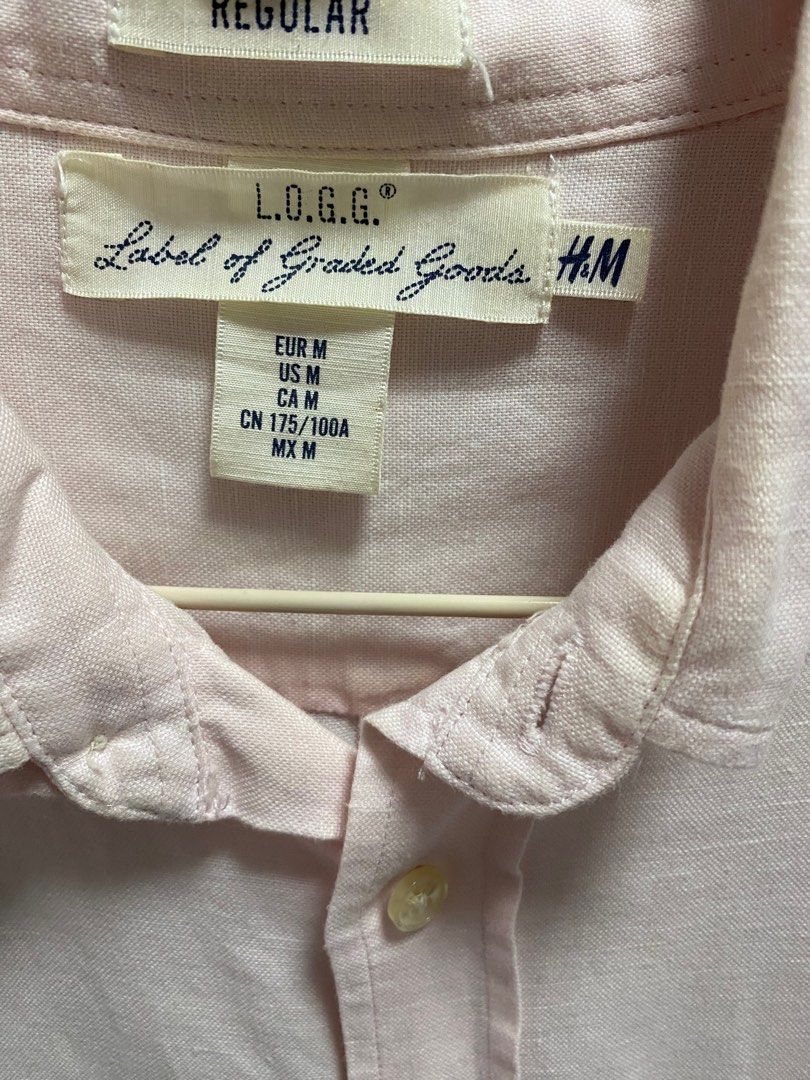 REGULAR
L.O.G.G.®
Label of Graded Goods
H&M
EUR M
US M
CA M
CN 175/100A
MX M